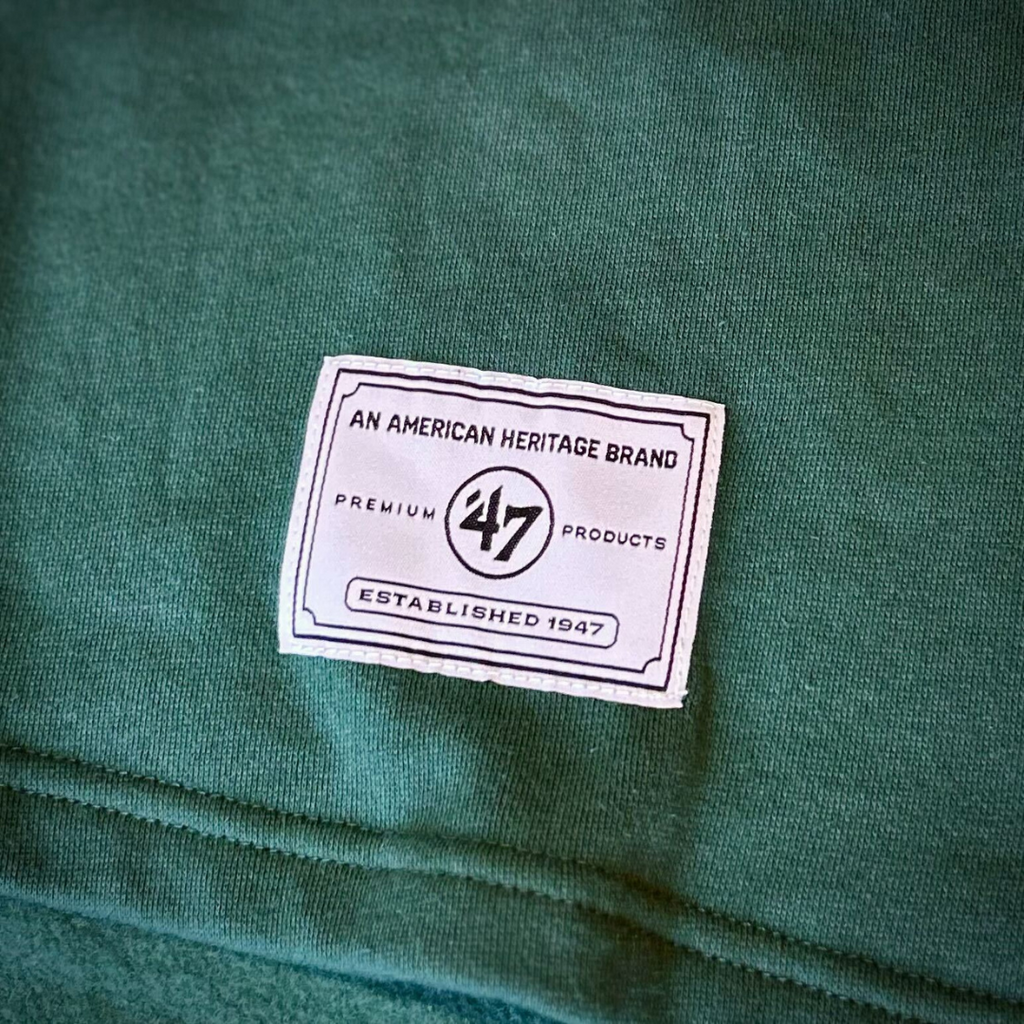 AN AMERICAN HERITAGE BRAND
PREMIUM '47 PRODUCTS
ESTABLISHED 1947